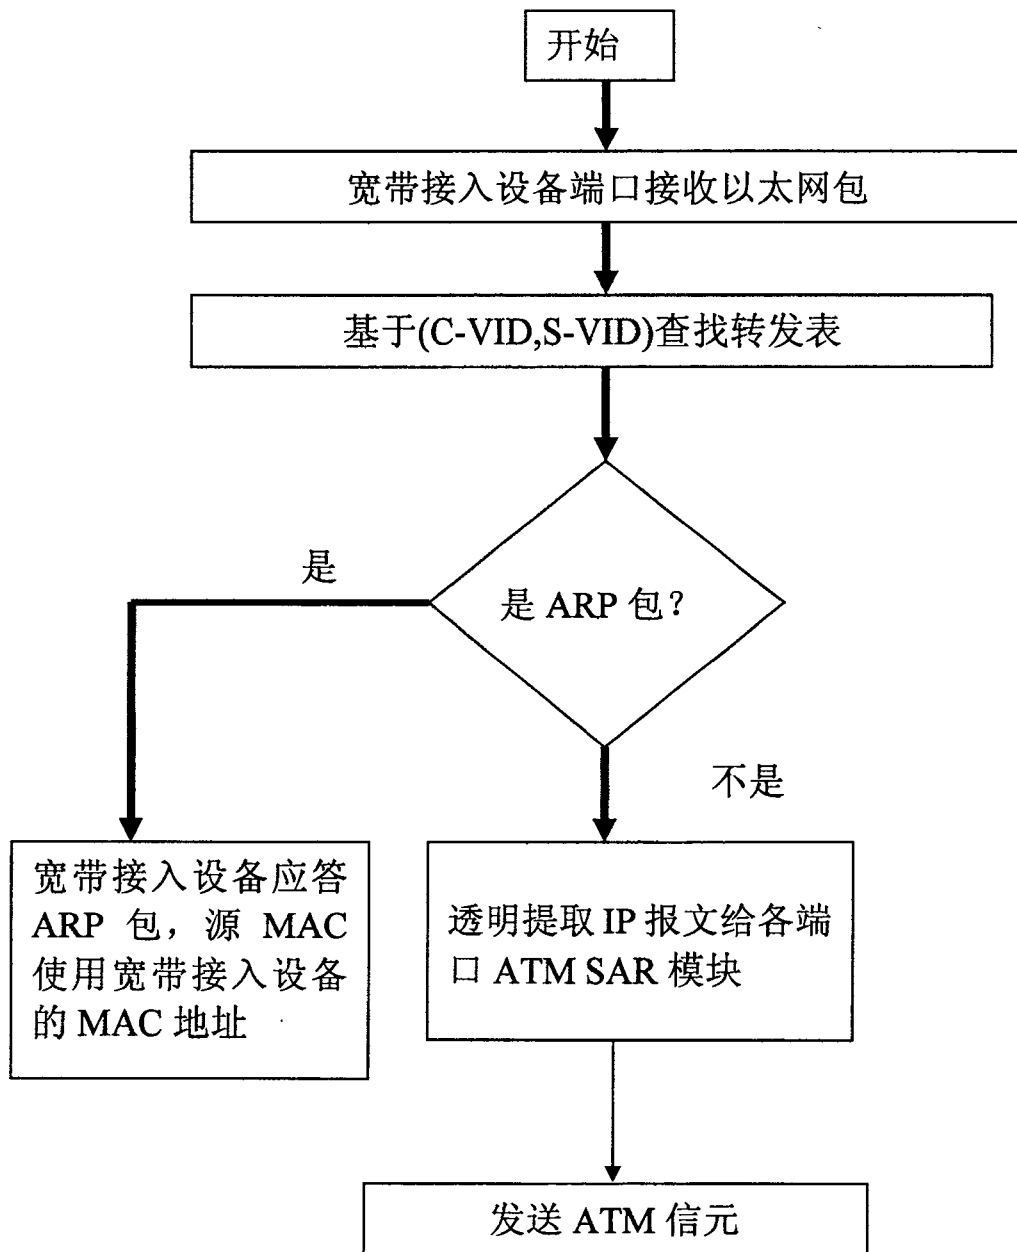 开始
宽带接入设备端口接收以太网包
基于(C-VID,S-VID)查找转发表
是
是 ARP 包？
不是
宽带接入设备应答
ARP 包，源 MAC
使用宽带接入设备
的 MAC 地址
透明提取 IP 报文给各端
口 ATM SAR 模块
发送 ATM 信元